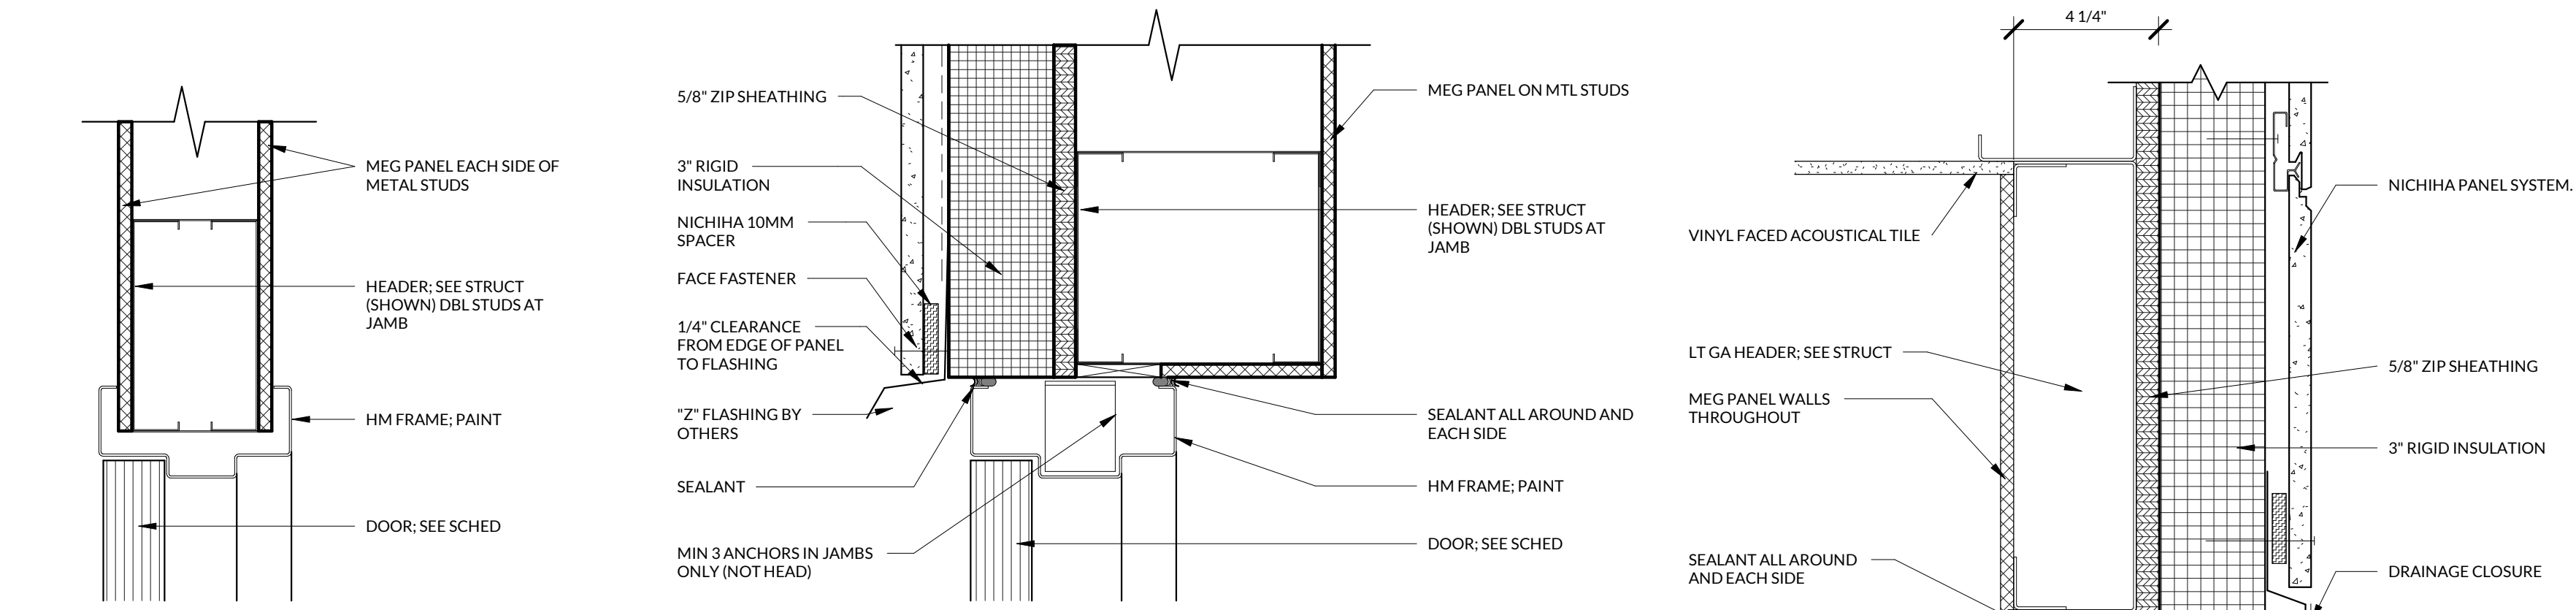 MEG PANEL EACH SIDE OF
METAL STUDS
HEADER; SEE STRUCT
(SHOWN) DBL STUDS AT
JAMB
HM FRAME; PAINT
DOOR; SEE SCHED
5/8" ZIP SHEATHING
3" RIGID
INSULATION
NICHIHA 10MM
SPACER
FACE FASTENER
1/4" CLEARANCE
FROM EDGE OF PANEL
TO FLASHING
"Z" FLASHING BY
OTHERS
SEALANT
MIN 3 ANCHORS IN JAMBS
ONLY (NOT HEAD)
MEG PANEL ON MTL STUDS
HEADER; SEE STRUCT
(SHOWN) DBL STUDS AT
JAMB
SEALANT ALL AROUND AND
EACH SIDE
HM FRAME; PAINT
DOOR; SEE SCHED
4 1/4"
VINYL FACED ACOUSTICAL TILE
LT GA HEADER; SEE STRUCT
MEG PANEL WALLS
THROUGHOUT
SEALANT ALL AROUND
AND EACH SIDE
NICHIHA PANEL SYSTEM.
5/8" ZIP SHEATHING
3" RIGID INSULATION
DRAINAGE CLOSURE